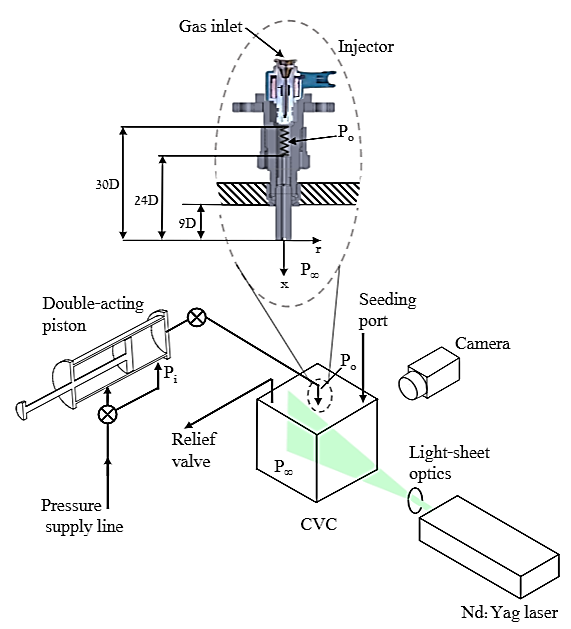 Gas inlet
Injector
Pₒ
30D
24D
9D
r
x
P∞
Double-acting
piston
Pᵢ
Seeding
port
Camera
Pₒ
Relief
valve
P∞
Light-sheet
optics
CVC
Pressure
supply line
Nd: Yag laser